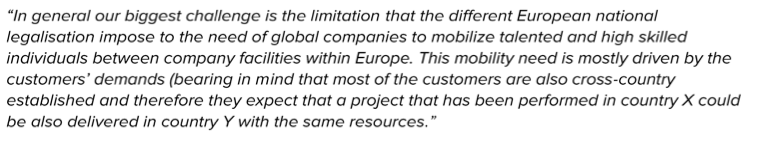 “In general our biggest challenge is the limitation that the different European national
legalisation impose to the need of global companies to mobilize talented and high skilled
individuals between company facilities within Europe. This mobility need is mostly driven by the
customers’ demands (bearing in mind that most of the customers are also cross-country
established and therefore they expect that a project that has been performed in country X could
be also delivered in country Y with the same resources.”